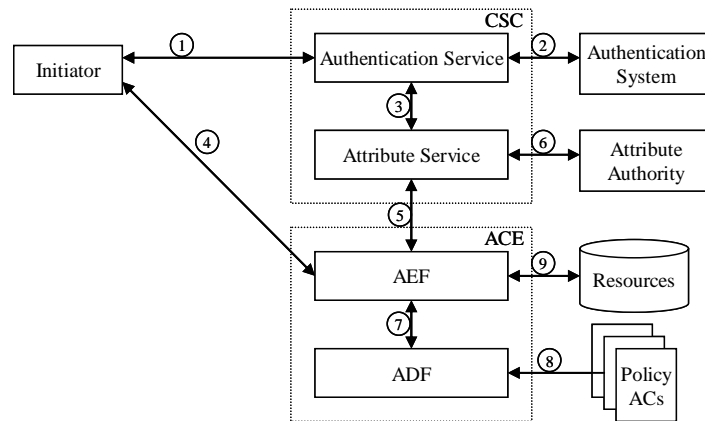 CSC
1
Initiator
Authentication Service
2
Authentication
System
3
4
Attribute Service
6
Attribute
Authority
5
ACE
AEF
9
Resources
7
ADF
8
Policy
ACs